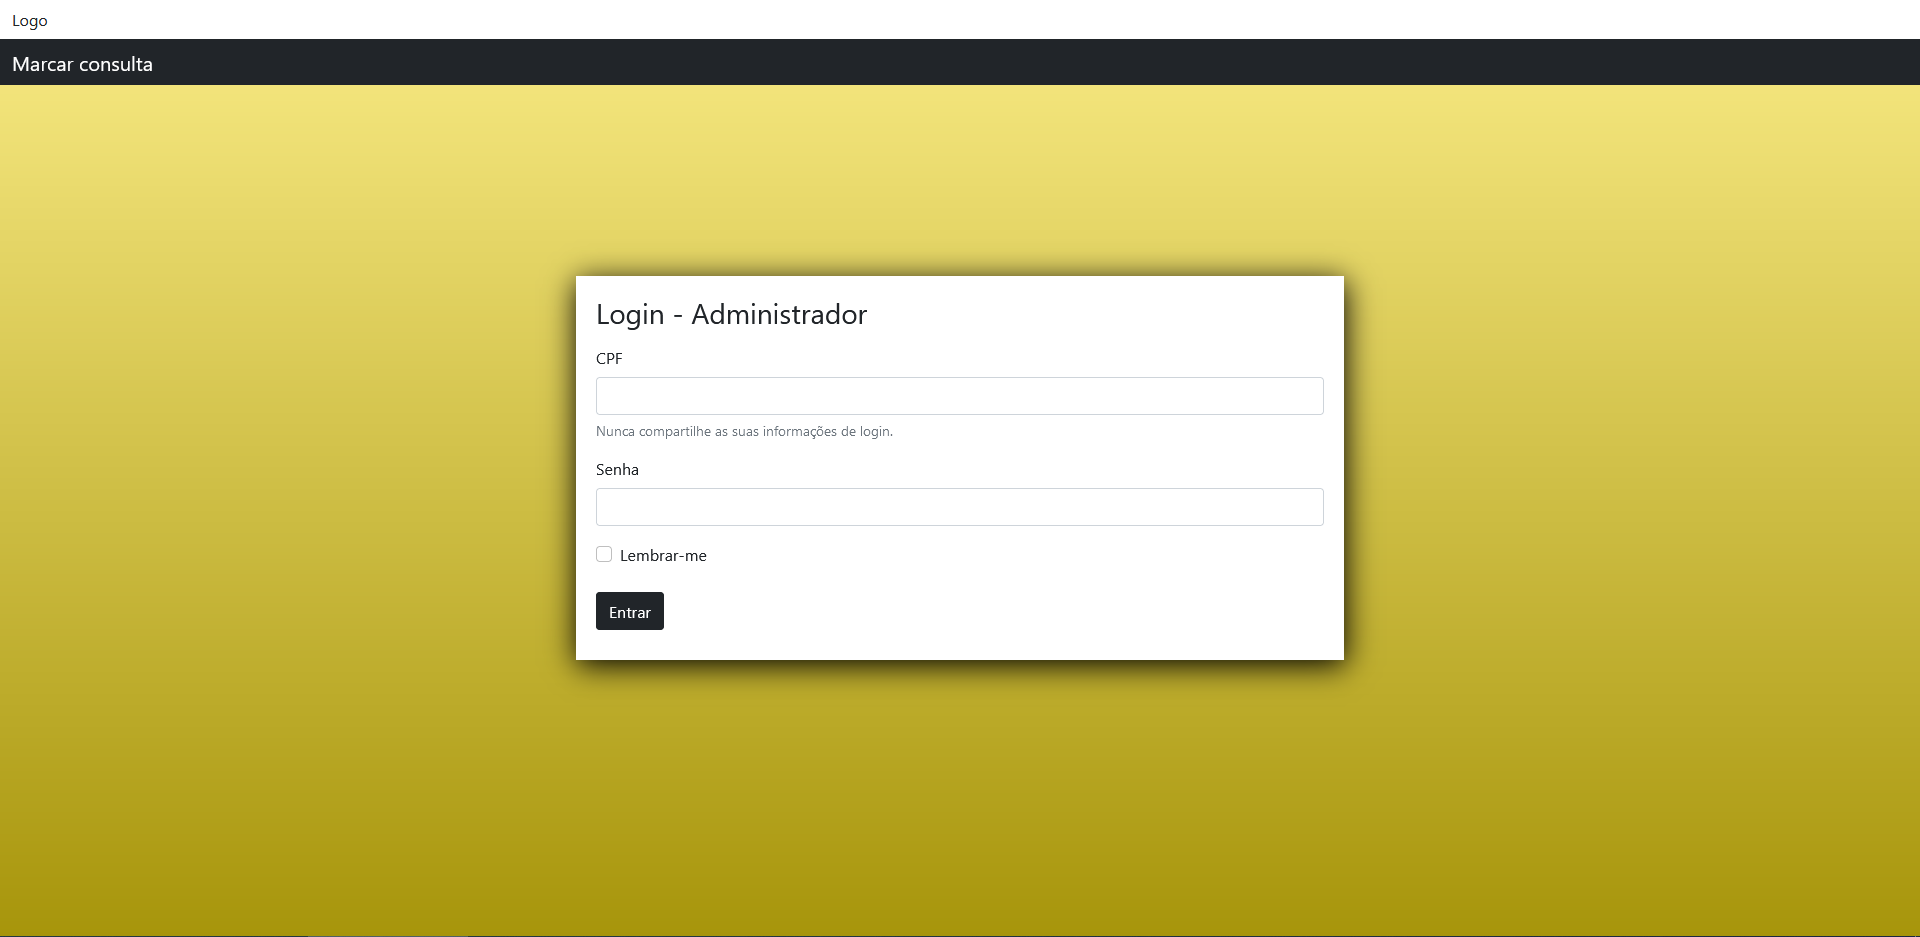 Logo
Marcar consulta
Login - Administrador
CPF
Nunca compartilhe as suas informações de login.
Senha
Lembrar-me
Entrar